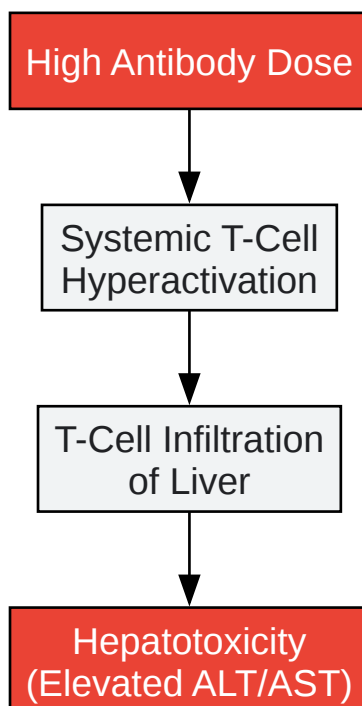 High Antibody Dose
Systemic T-Cell
Hyperactivation
T-Cell Infiltration
of Liver
Hepatotoxicity
(Elevated ALT/AST)